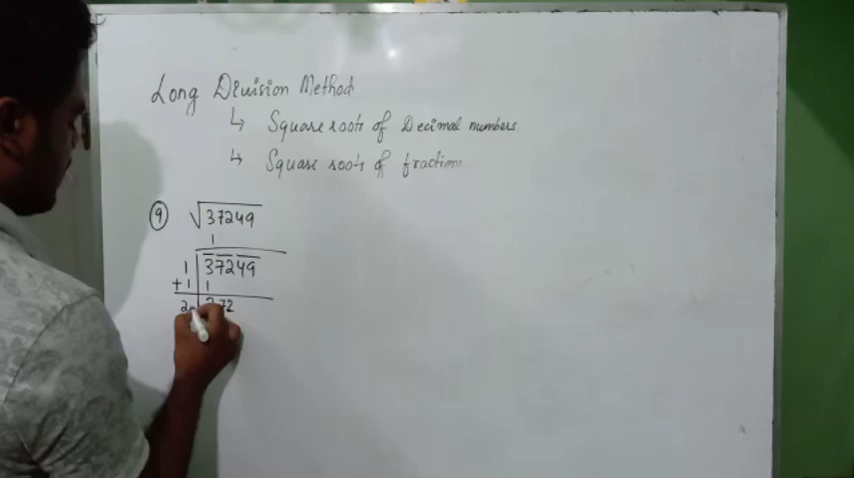 Long Division Method
↳ Square roots of Decimal numbers
↳ Square roots of fraction
⑨ √37249
1
1 37249
+ 1 1
2 272